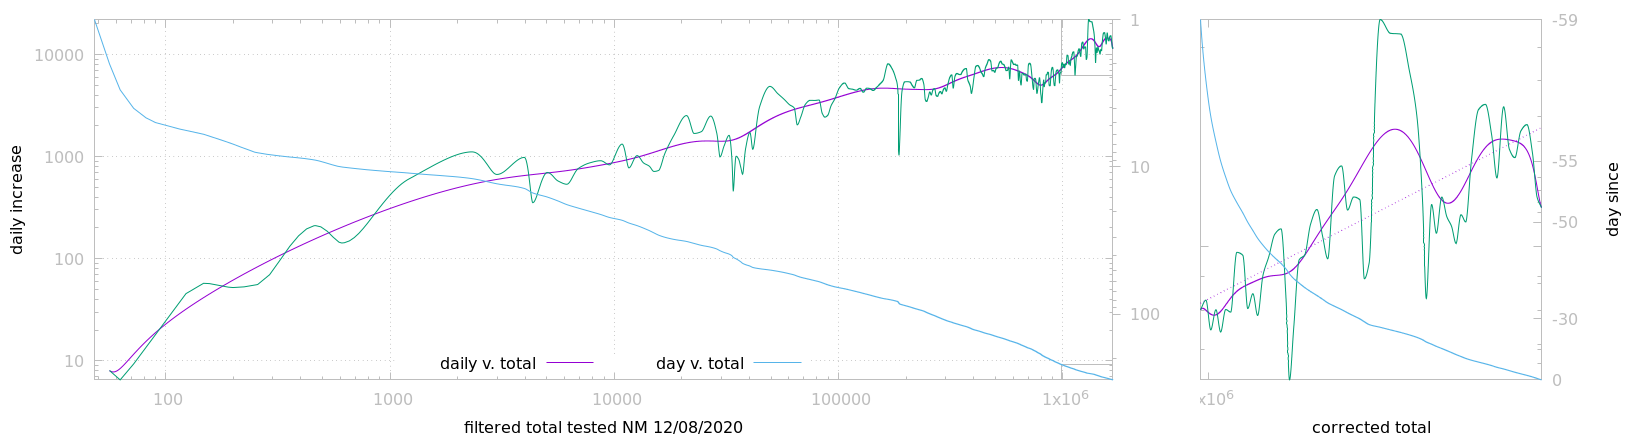 10000
1000
100
10
daily increase
100
1000
10000
100000
1x10^6
filtered total tested NM 12/08/2020
daily v. total
day v. total
1
10
100
x10^6
corrected total
-59
-55
-50
-30
0
day since